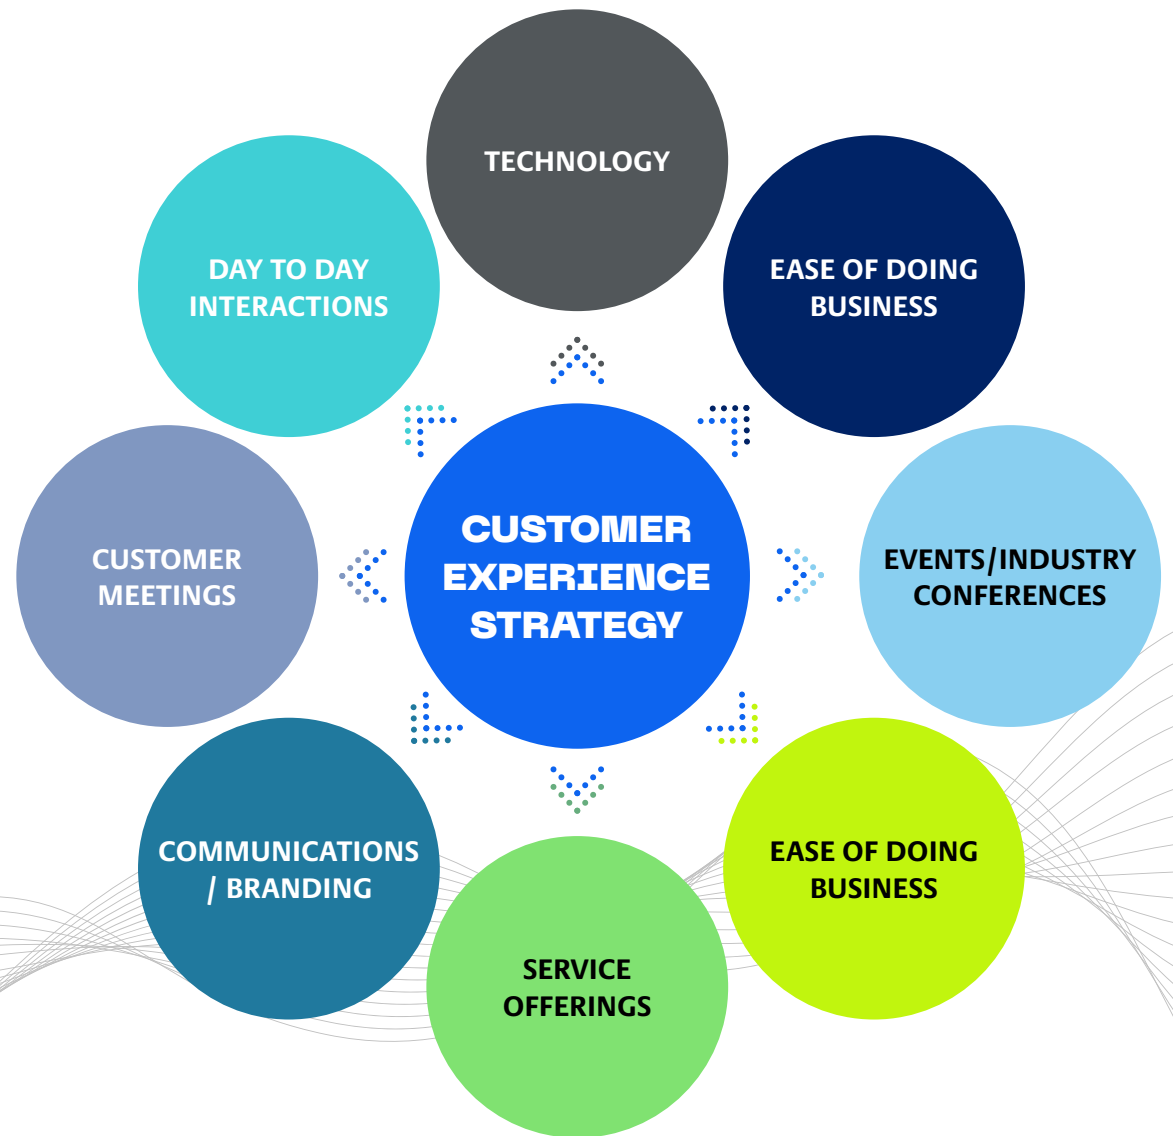 TECHNOLOGY
DAY TO DAY
INTERACTIONS
EASE OF DOING
BUSINESS
CUSTOMER
MEETINGS
CUSTOMER
EXPERIENCE
STRATEGY
EVENTS/INDUSTRY
CONFERENCES
COMMUNICATIONS
/ BRANDING
EASE OF DOING
BUSINESS
SERVICE
OFFERINGS